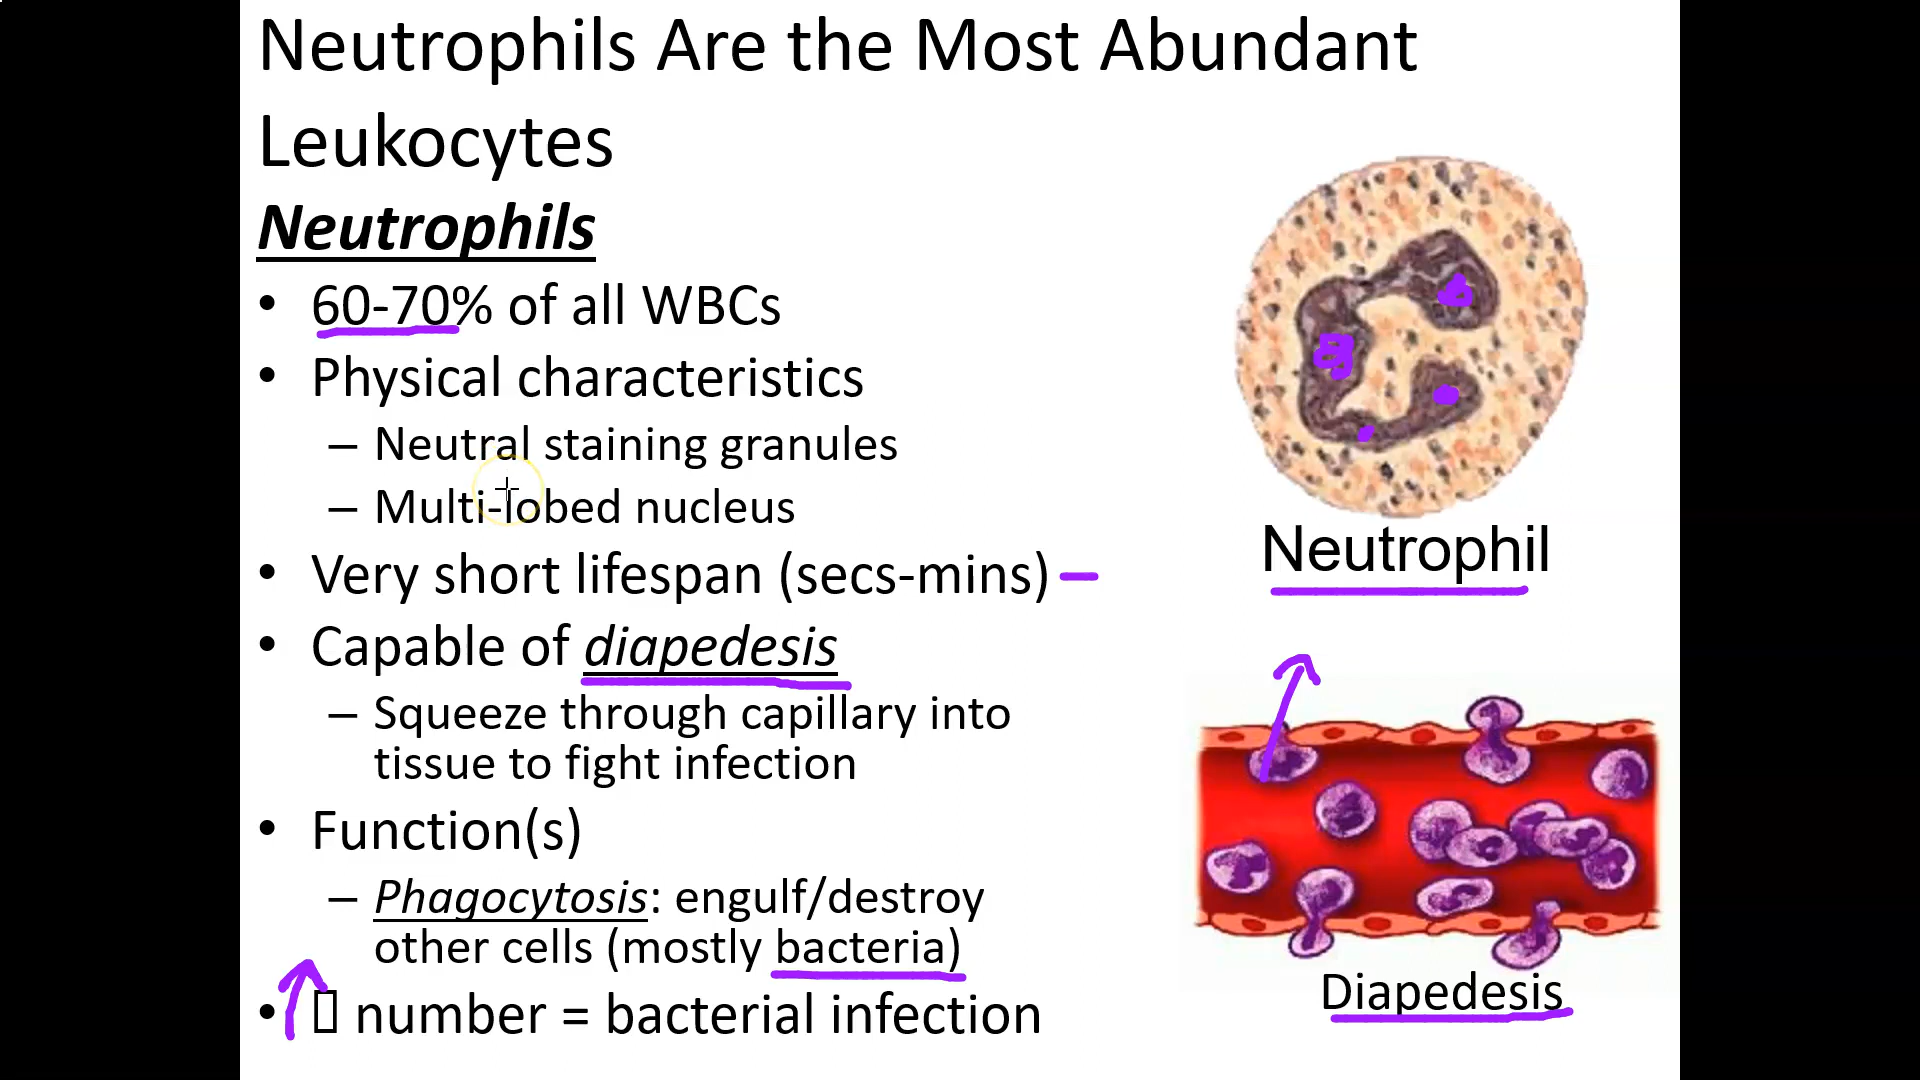 Neutrophils Are the Most Abundant
Leukocytes
Neutrophils
• 60-70% of all WBCs
• Physical characteristics
– Neutral staining granules
– Multi-lobed nucleus
• Very short lifespan (secs-mins)
• Capable of diapedesis
– Squeeze through capillary into
tissue to fight infection
• Function(s)
– Phagocytosis: engulf/destroy
other cells (mostly bacteria)
• ↑ number = bacterial infection
Neutrophil
Diapedesis